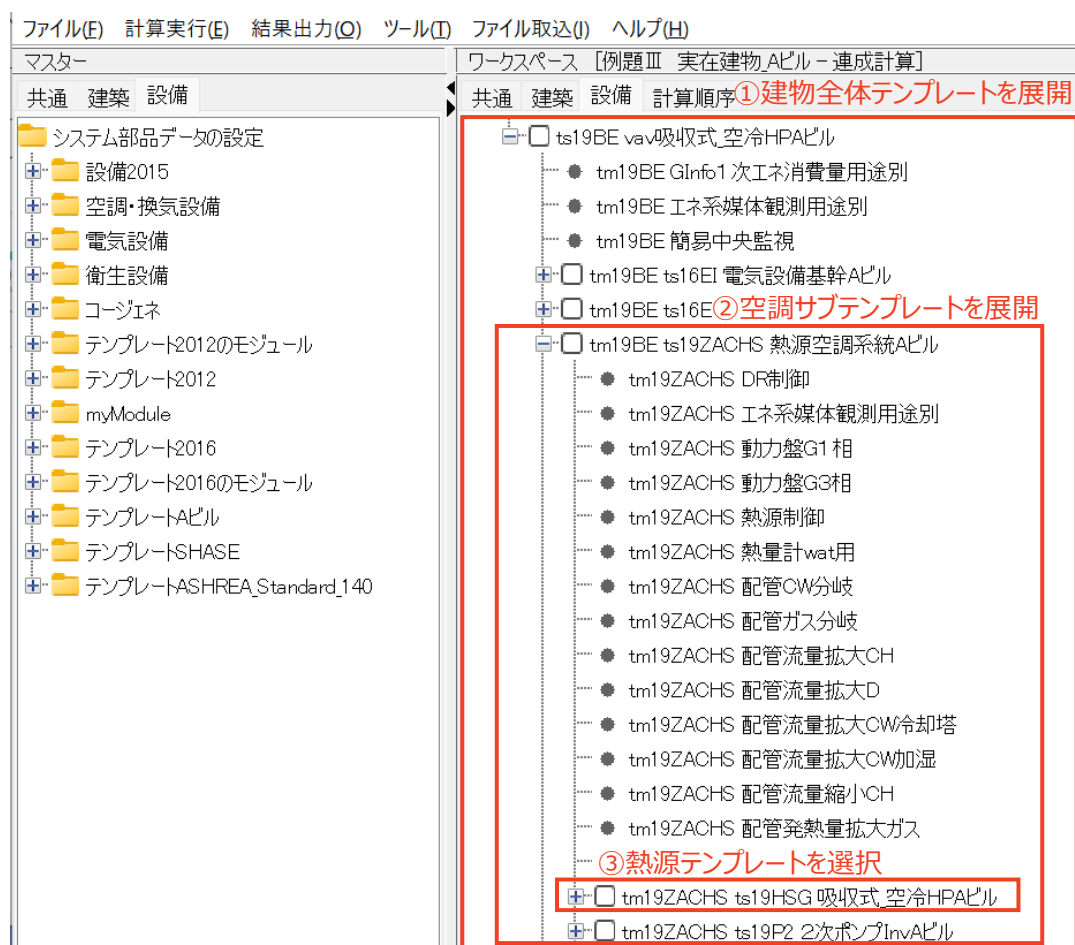 ファイル(F) 計算実行(E) 結果出力(O) ツール(T) ファイル取込(I) ヘルプ(H)
マスター
共通 建築 設備
システム部品データの設定
設備2015
空調・換気設備
電気設備
衛生設備
コージェネ
テンプレート2012のモジュール
テンプレート2012
myModule
テンプレート2016
テンプレート2016のモジュール
テンプレートAビル
テンプレートSHASE
テンプレートASHREA_Standard_140
ワークスペース [例題Ⅲ 実在建物_Aビル-連成計算]
共通 建築 設備 計算順序
①建物全体テンプレートを展開
ts19BE vav吸収式_空冷HPAビル
tm19BE GInfo1次エネ消費量用途別
tm19BE エネ系媒体観測用途別
tm19BE 簡易中央監視
tm19BE ts16EI 電気設備基幹Aビル
tm19BE ts16E
②空調サブテンプレートを展開
tm19BE ts19ZACHS 熱源空調系統Aビル
tm19ZACHS DR制御
tm19ZACHS エネ系媒体観測用途別
tm19ZACHS 動力盤G1相
tm19ZACHS 動力盤G3相
tm19ZACHS 熱源制御
tm19ZACHS 熱量計wat用
tm19ZACHS 配管CW分岐
tm19ZACHS 配管ガス分岐
tm19ZACHS 配管流量拡大CH
tm19ZACHS 配管流量拡大D
tm19ZACHS 配管流量拡大CW冷却塔
tm19ZACHS 配管流量拡大CW加湿
tm19ZACHS 配管流量縮小CH
tm19ZACHS 配管発熱量拡大ガス
③熱源テンプレートを選択
tm19ZACHS ts19HSG 吸収式_空冷HPAビル
tm19ZACHS ts19P2 2次ポンプInvAビル